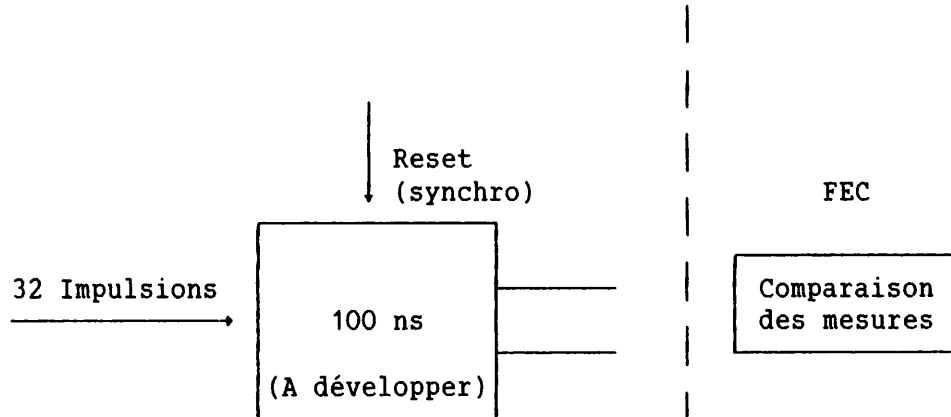 Reset
(synchro)
FEC
32 Impulsions
100 ns
(A développer)
Comparaison
des mesures